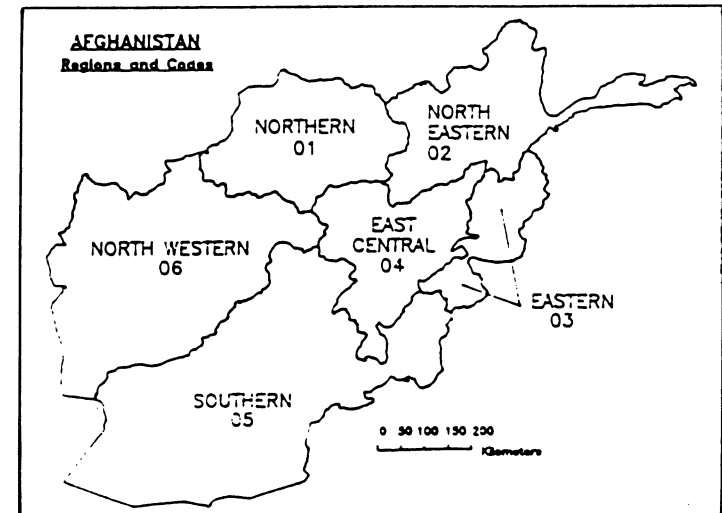 AFGHANISTAN
Regions and Codes
NORTHERN
01
NORTH
EASTERN
02
EAST
CENTRAL
04
NORTH WESTERN
06
EASTERN
03
SOUTHERN
05
0 50 100 150 200
Kilometers